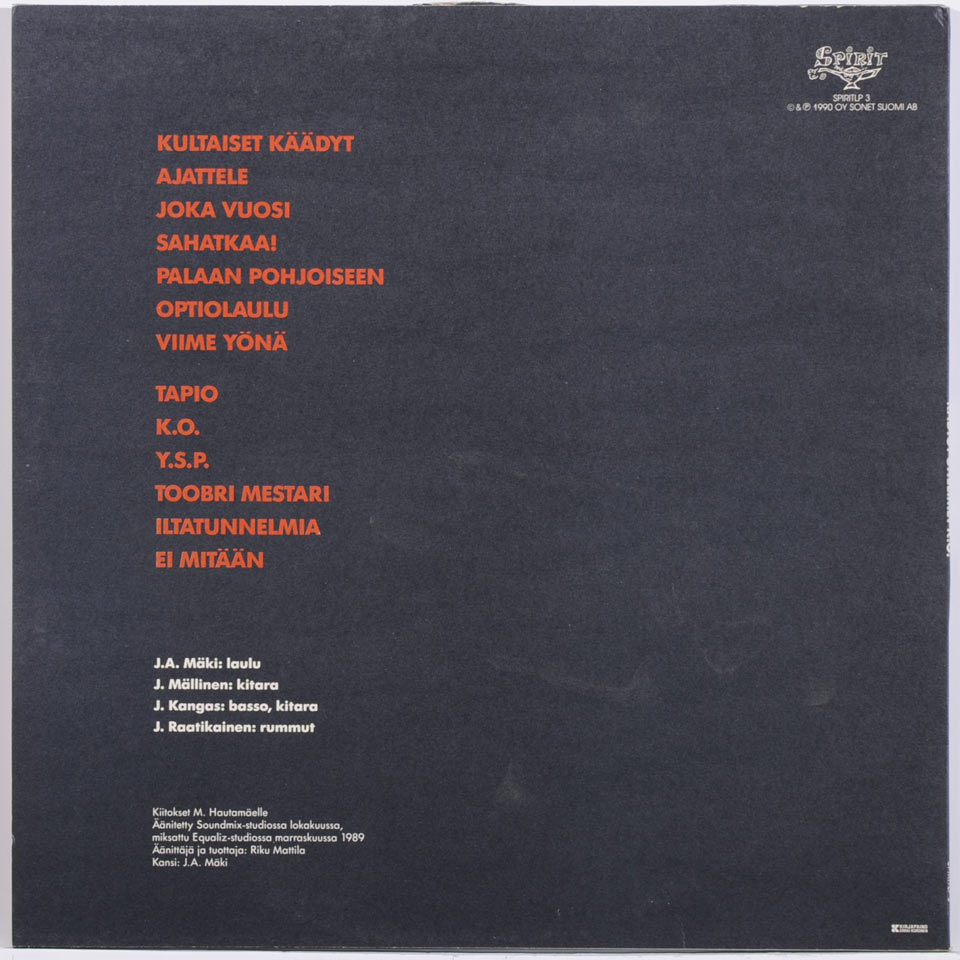 Spirit
SPIRITLP 3
© & ℗ 1990 OY SONET SUOMI AB
KULTAISET KÄÄDYT
AJATTELE
JOKA VUOSI
SAHATKAA!
PALAAN POHJOISEEN
OPTIOLAULU
VIIME YÖNÄ
TAPIO
K.O.
Y.S.P.
TOOBRI MESTARI
ILTATUNNELMIA
EI MITÄÄN
J.A. Mäki: laulu
J. Mällinen: kitara
J. Kangas: basso, kitara
J. Raatikainen: rummut
Kiitokset M. Hautamäelle
Äänitetty Soundmix-studiossa lokakuussa,
miksattu Equaliz-studiossa marraskuussa 1989
Äänittäjä ja tuottaja: Riku Mattila
Kansi: J.A. Mäki
KIRJAPAINO